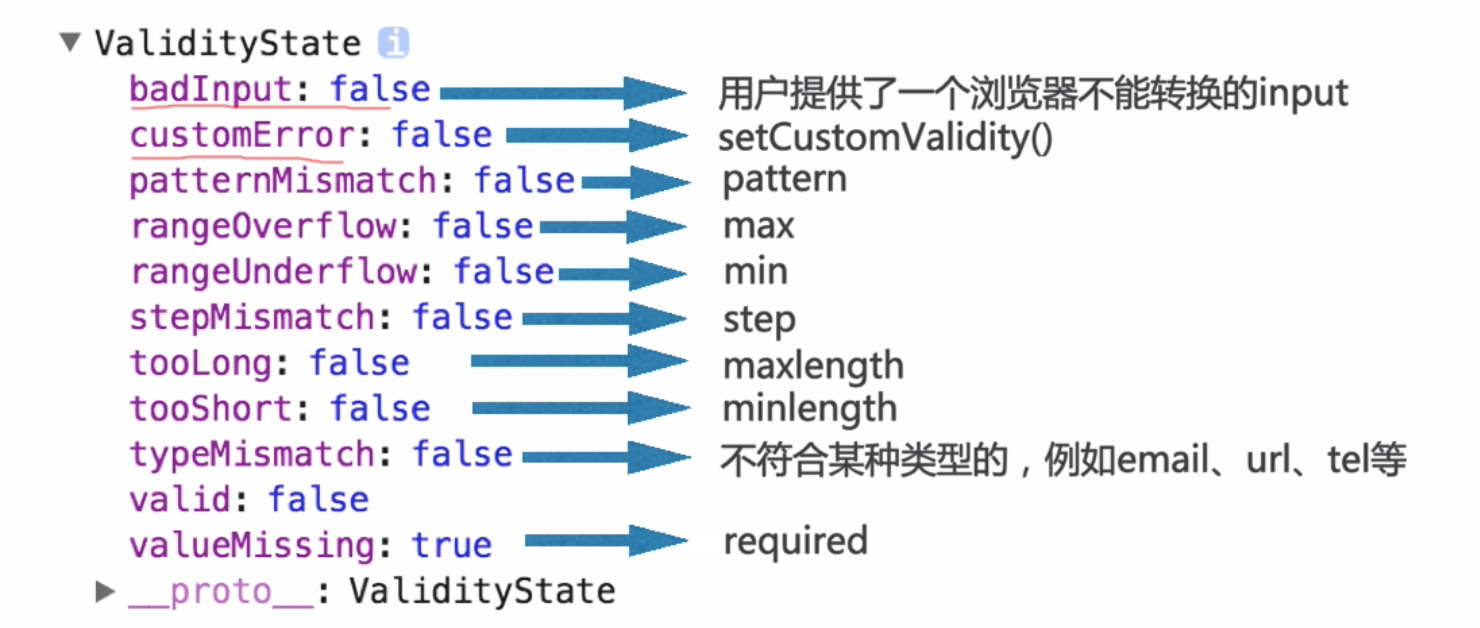 ▼ ValidityState i
badInput: false 用户提供了一个浏览器不能转换的input
customError: false setCustomValidity()
patternMismatch: false pattern
rangeOverflow: false max
rangeUnderflow: false min
stepMismatch: false step
tooLong: false maxlength
tooShort: false minlength
typeMismatch: false 不符合某种类型的，例如email、url、tel等
valid: false
valueMissing: true required
▶ __proto__: ValidityState